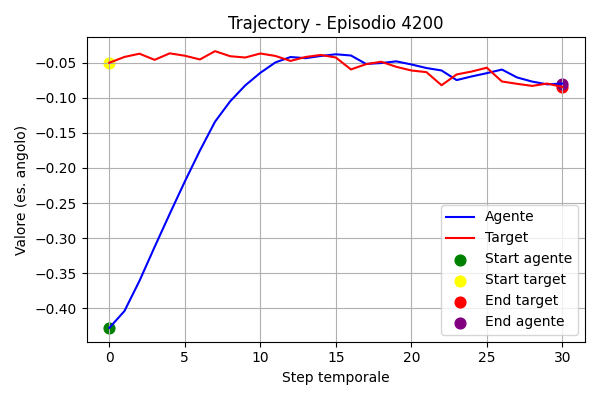 Trajectory - Episodio 4200
Valore (es. angolo)
−0.05
−0.10
−0.15
−0.20
−0.25
−0.30
−0.35
−0.40
Agente
Target
Start agente
Start target
End target
End agente
0 5 10 15 20 25 30
Step temporale